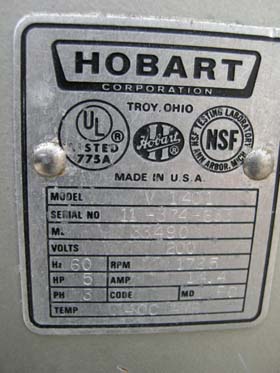 HOBART
CORPORATION
TROY, OHIO
UL
LISTED
775A
H
Hobart
NSF TESTING LABORATORY
NSF
ANN ARBOR, MICH.
MADE IN U.S.A.
MODEL
SERIAL NO 11-
VOLTS 200
Hz 60 RPM
HP 5 AMP
PH 3 CODE MD
TEMP